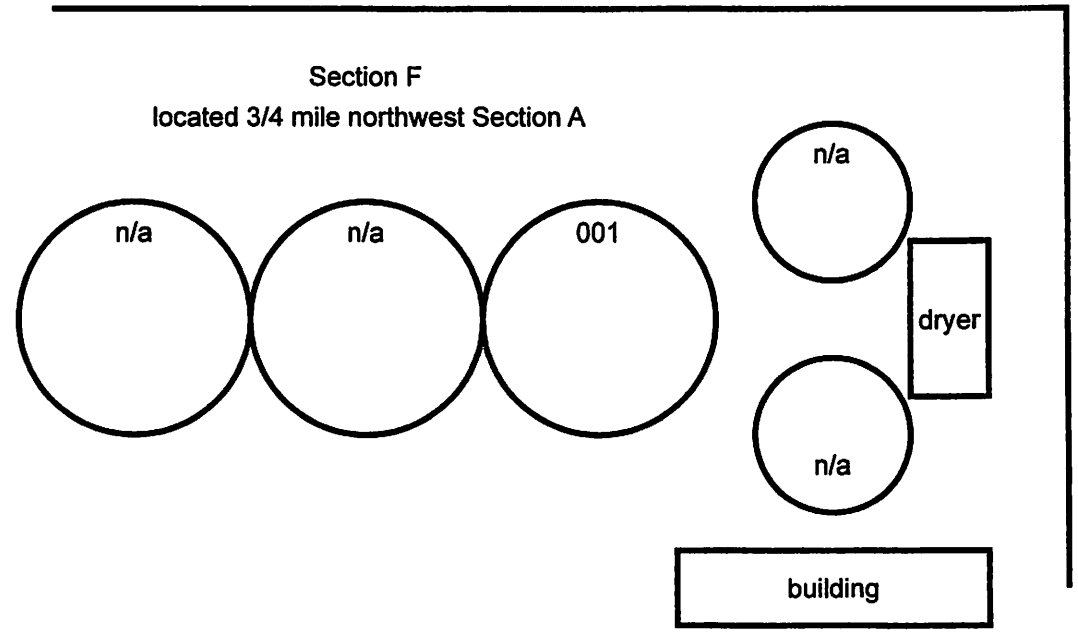 Section F
located 3/4 mile northwest Section A
n/a
n/a
n/a
001
dryer
n/a
building